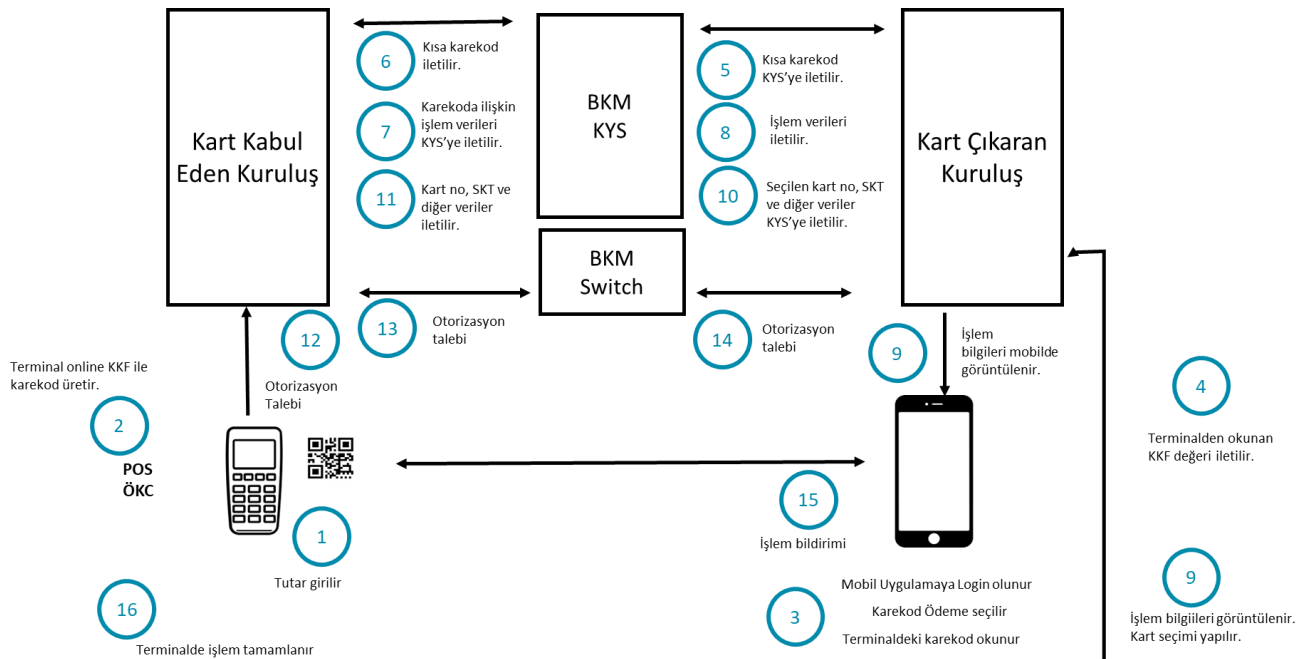 Kart Kabul
Eden Kuruluş
6
Kısa karekod
iletilir.
7
Karekoda ilişkin
işlem verileri
KYS'ye iletilir.
11
Kart no, SKT ve
diğer veriler
iletilir.
BKM
KYS
BKM
Switch
5
Kısa karekod
KYS'ye iletilir.
8
İşlem verileri
iletilir.
10
Seçilen kart no, SKT
ve diğer veriler
KYS'ye iletilir.
Kart Çıkaran
Kuruluş
12
Otorizasyon
Talebi
13
Otorizasyon
talebi
14
Otorizasyon
talebi
9
İşlem
bilgileri mobilde
görüntülenir.
Terminal online KKF ile
karekod üretir.
2
POS
ÖKC
4
Terminalden okunan
KKF değeri iletilir.
1
Tutar girilir
15
İşlem bildirimi
16
Terminalde işlem tamamlanır
3
Mobil Uygulamaya Login olunur
Karekod Ödeme seçilir
Terminaldeki karekod okunur
9
İşlem bilgiileri görüntülenir.
Kart seçimi yapılır.